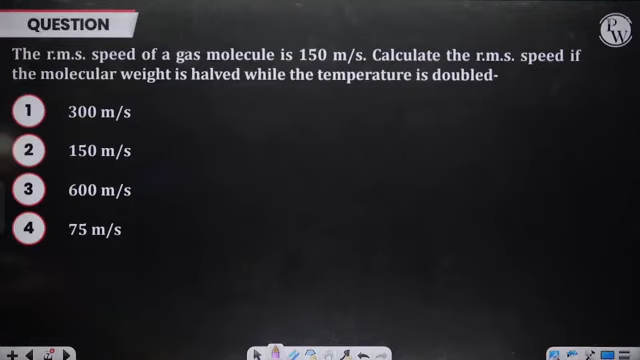 QUESTION
PW
The r.m.s. speed of a gas molecule is 150 m/s. Calculate the r.m.s. speed if
the molecular weight is halved while the temperature is doubled-
1 300 m/s
2 150 m/s
3 600 m/s
4 75 m/s